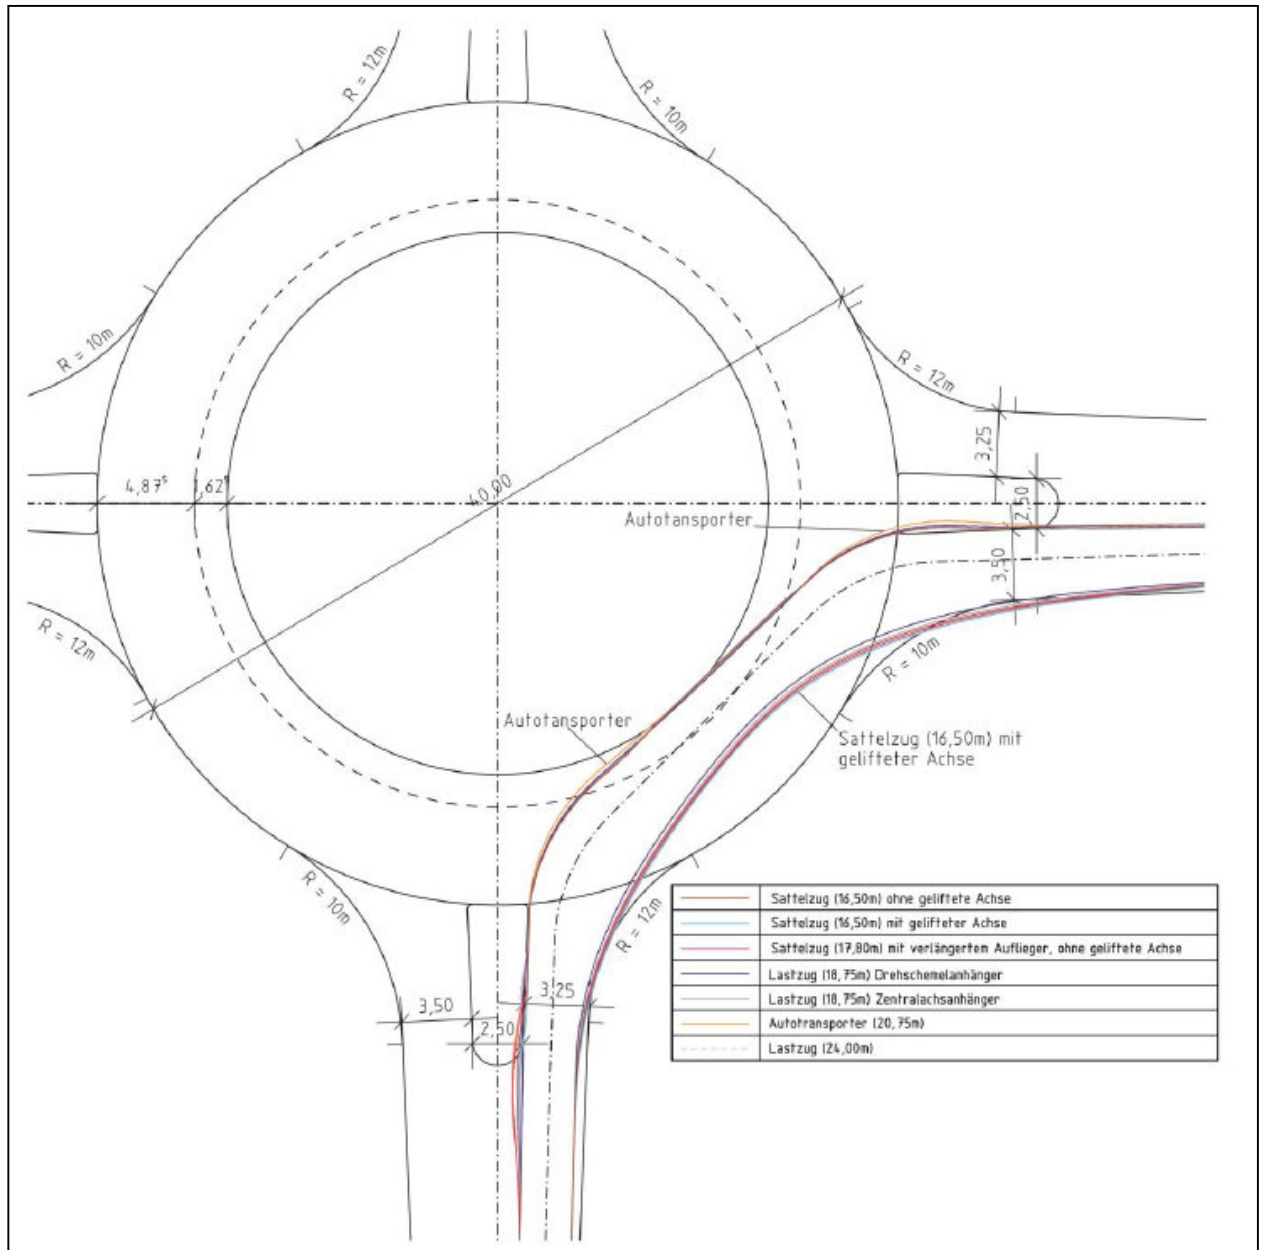 R = 12m
R = 10m
R = 10m
R = 12m
3,25
4,87⁵
1,62⁵
40,00
2,50
Autotansporter
3,50
R = 12m
R = 10m
Autotansporter
Sattelzug (16,50m) mit
gelifteter Achse
R = 10m
R = 12m
3,50
3,25
2,50
Sattelzug (16,50m) ohne geliftete Achse
Sattelzug (16,50m) mit gelifteter Achse
Sattelzug (17,80m) mit verlängertem Auflieger, ohne geliftete Achse
Lastzug (18,75m) Drehschemelanhänger
Lastzug (18,75m) Zentralachsanhänger
Autotransporter (20,75m)
Lastzug (24,00m)